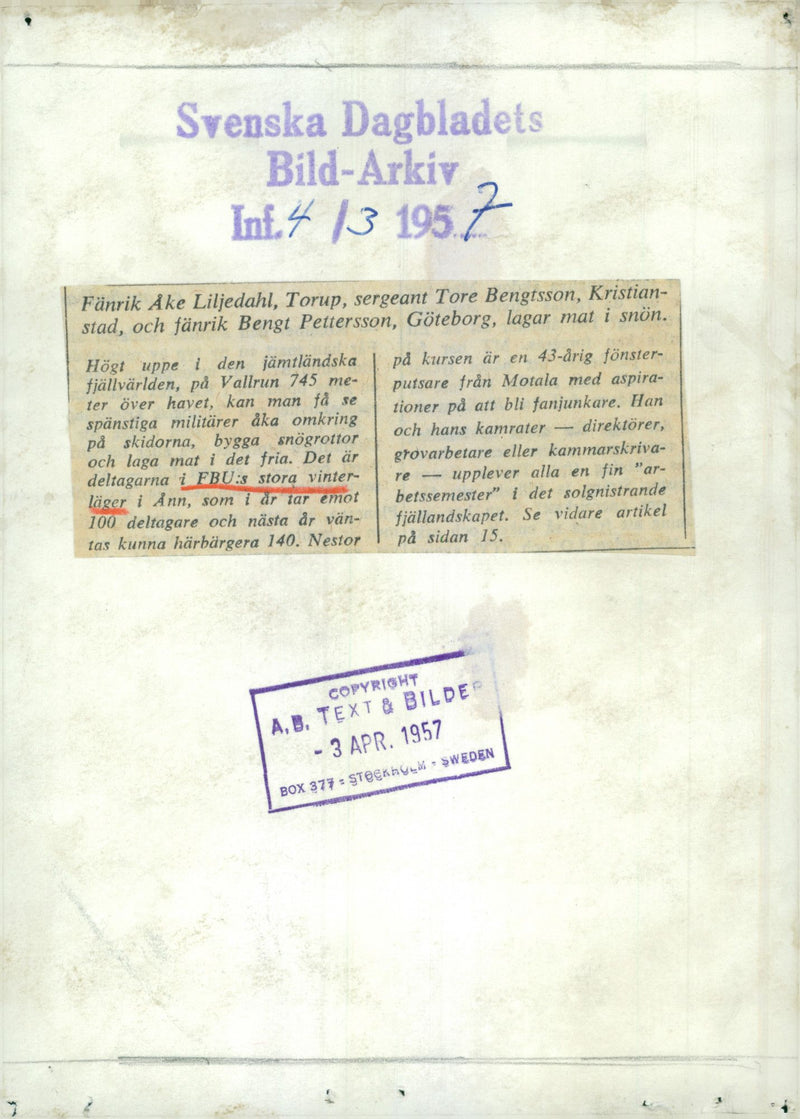 Svenska Dagbladets
Bild-Arkiv
Inf. 4/3 1957
Fänrik Åke Liljedahl, Torup, sergeant Tore Bengtsson, Kristian-
stad, och fänrik Bengt Pettersson, Göteborg, lagar mat i snön.
Högt uppe i den jämtländska
fjällvärlden, på Vallrun 745 me-
ter över havet, kan man få se
spänstiga militärer åka omkring
på skidorna, bygga snögrottor
och laga mat i det fria. Det är
deltagarna i FBU:s stora vinter-
läger i Ånn, som i år tar emot
100 deltagare och nästa år vän-
tas kunna härbärgera 140. Nestor
på kursen är en 43-årig fönster-
putsare från Motala med aspira-
tioner på att bli fanjunkare. Han
och hans kamrater — direktörer,
grovarbetare eller kammarskriva-
re — upplever alla en fin "ar-
betssemester" i det solgnistrande
fjällandskapet. Se vidare artikel
på sidan 15.
COPYRIGHT
A.B. TEXT & BILDER
- 3 APR. 1957
BOX 377 - STOCKHOLM - SWEDEN